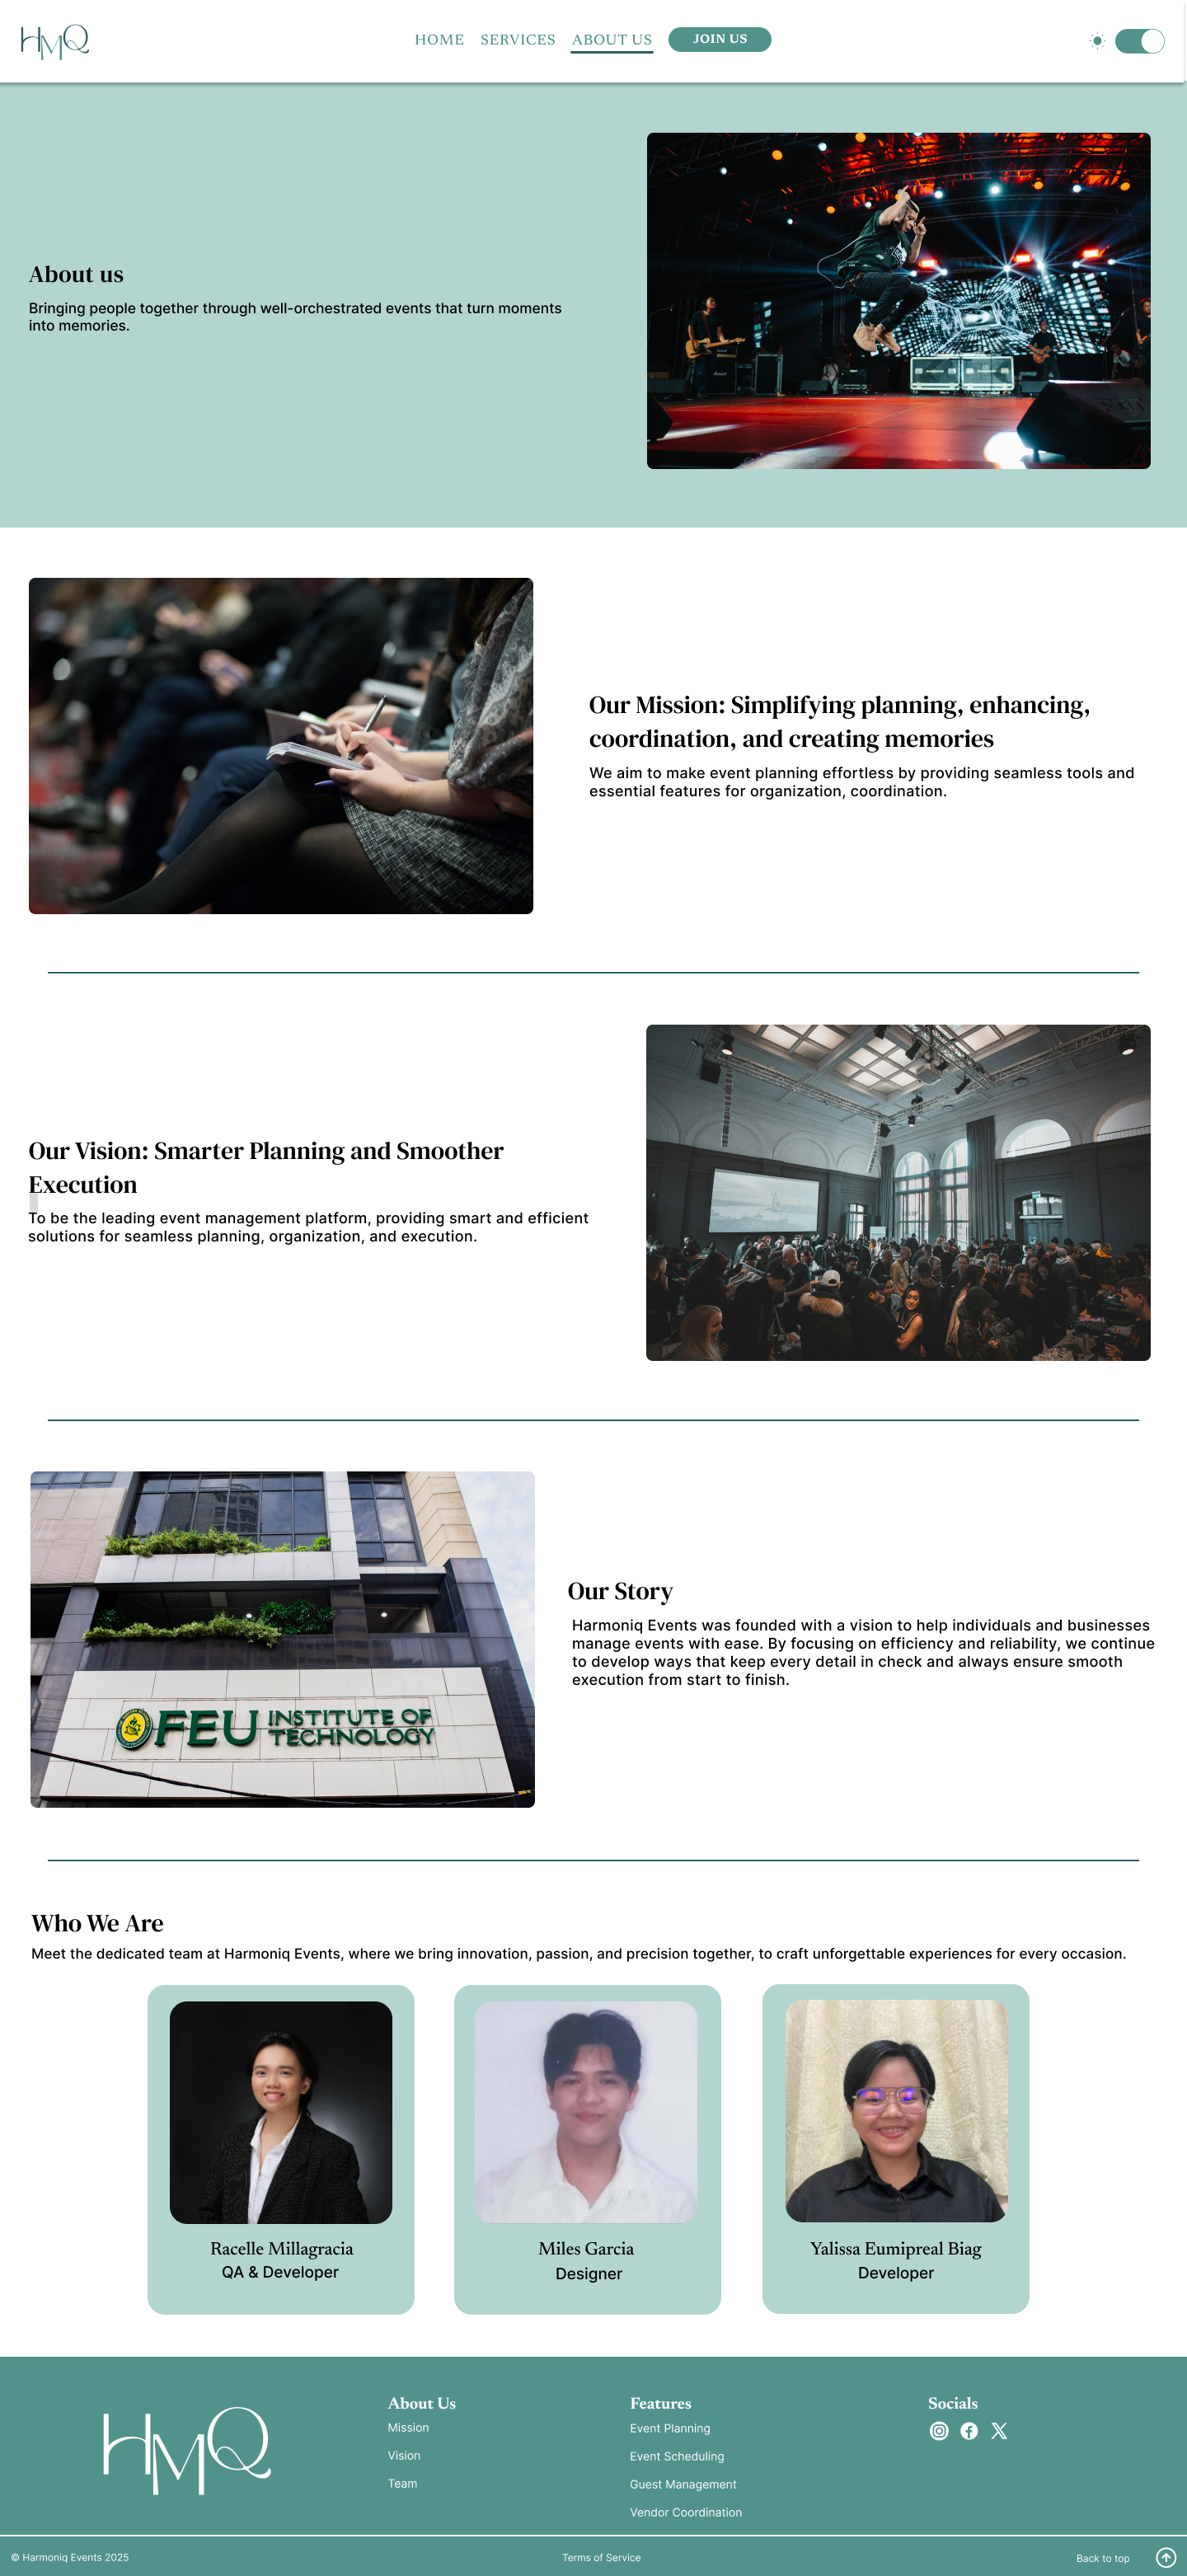 HMQ
HOME SERVICES ABOUT US JOIN US
About us
Bringing people together through well-orchestrated events that turn moments
into memories.
Our Mission: Simplifying planning, enhancing,
coordination, and creating memories
We aim to make event planning effortless by providing seamless tools and
essential features for organization, coordination.
Our Vision: Smarter Planning and Smoother
Execution
To be the leading event management platform, providing smart and efficient
solutions for seamless planning, organization, and execution.
FEU INSTITUTE OF
TECHNOLOGY
Our Story
Harmoniq Events was founded with a vision to help individuals and businesses
manage events with ease. By focusing on efficiency and reliability, we continue
to develop ways that keep every detail in check and always ensure smooth
execution from start to finish.
Who We Are
Meet the dedicated team at Harmoniq Events, where we bring innovation, passion, and precision together, to craft unforgettable experiences for every occasion.
Racelle Millagracia
QA & Developer
Miles Garcia
Designer
Yalissa Eumipreal Biag
Developer
HMQ
About Us
Mission
Vision
Team
Features
Event Planning
Event Scheduling
Guest Management
Vendor Coordination
Socials
© Harmoniq Events 2025
Terms of Service
Back to top